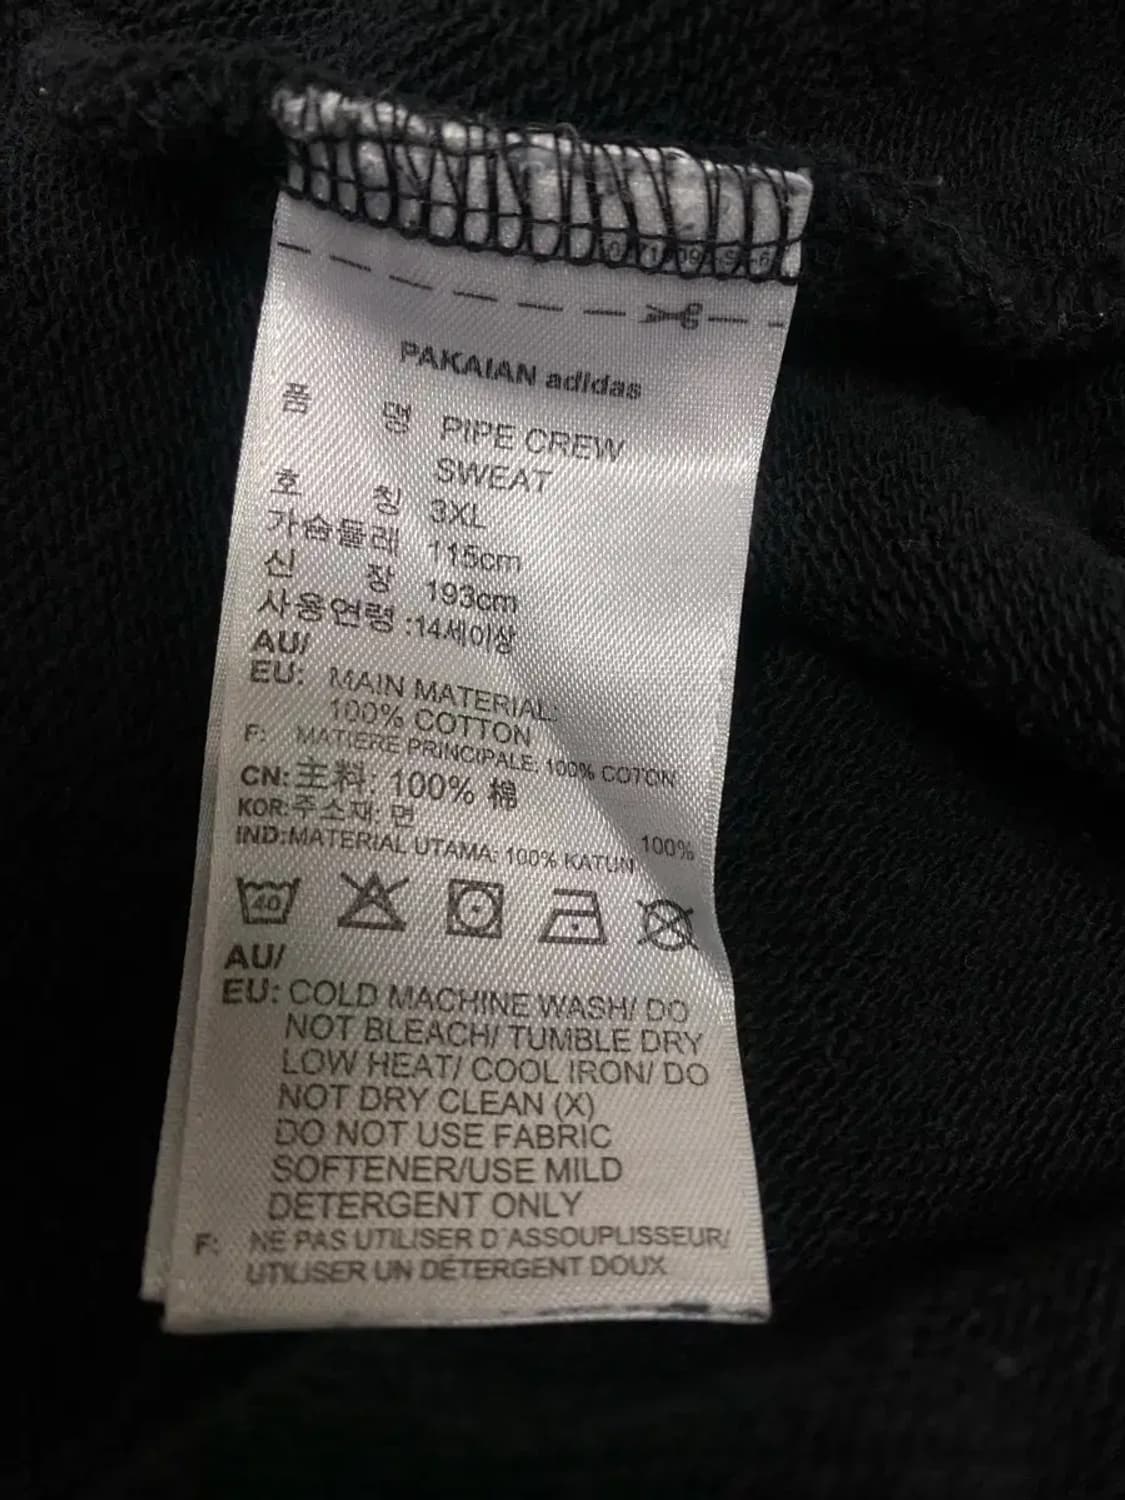 PAKAIAN adidas
품 명 PIPE CREW
SWEAT
호 칭 3XL
가슴둘레 115cm
신 장 193cm
사용연령 :14세이상
AU/
EU: MAIN MATERIAL:
100% COTTON
F: MATIERE PRINCIPALE: 100% COTON
CN:主料: 100% 棉
KOR:주소재: 면 100%
IND:MATERIAL UTAMA: 100% KATUN
40
AU/
EU: COLD MACHINE WASH/ DO
NOT BLEACH/ TUMBLE DRY
LOW HEAT/ COOL IRON/ DO
NOT DRY CLEAN (X)
DO NOT USE FABRIC
SOFTENER/USE MILD
DETERGENT ONLY
F: NE PAS UTILISER D'ASSOUPLISSEUR/
UTILISER UN DÉTERGENT DOUX